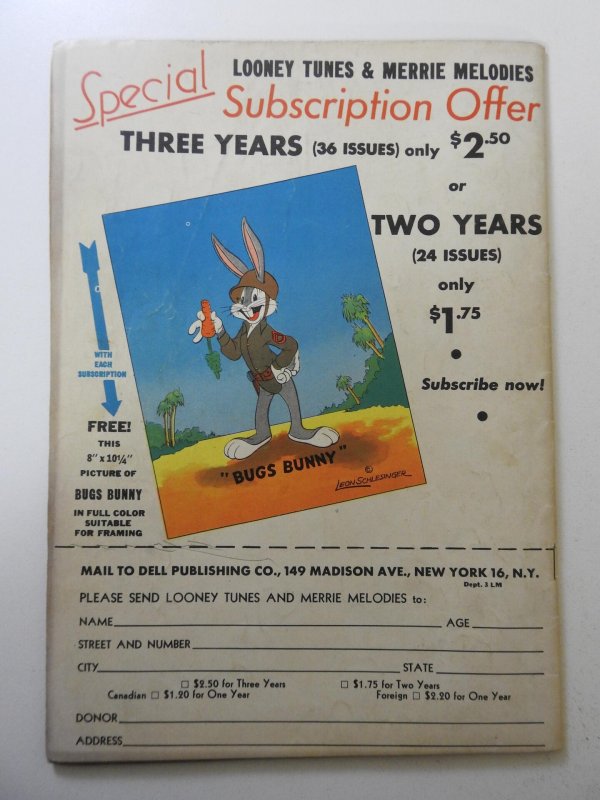 Special
LOONEY TUNES & MERRIE MELODIES
Subscription Offer
THREE YEARS (36 ISSUES) only $2.50
or
TWO YEARS
(24 ISSUES)
only
$1.75
•
Subscribe now!
•
WITH
EACH
SUBSCRIPTION
FREE!
THIS
8" x 10¼"
PICTURE OF
BUGS BUNNY
IN FULL COLOR
SUITABLE
FOR FRAMING
"BUGS BUNNY"
©
LEON SCHLESINGER
MAIL TO DELL PUBLISHING CO., 149 MADISON AVE., NEW YORK 16, N.Y.
Dept. 3 LM
PLEASE SEND LOONEY TUNES AND MERRIE MELODIES to:
NAME AGE
STREET AND NUMBER
CITY STATE
☐ $2.50 for Three Years ☐ $1.75 for Two Years
Canadian ☐ $1.20 for One Year Foreign ☐ $2.20 for One Year
DONOR
ADDRESS